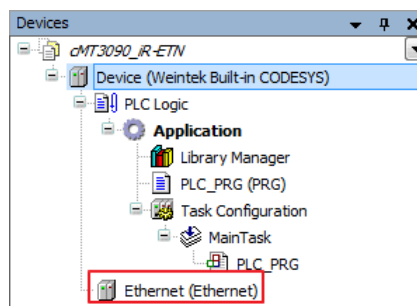 Devices
cMT3090_iR-ETN
Device (Weintek Built-in CODESYS)
PLC Logic
Application
Library Manager
PLC_PRG (PRG)
Task Configuration
MainTask
PLC_PRG
Ethernet (Ethernet)